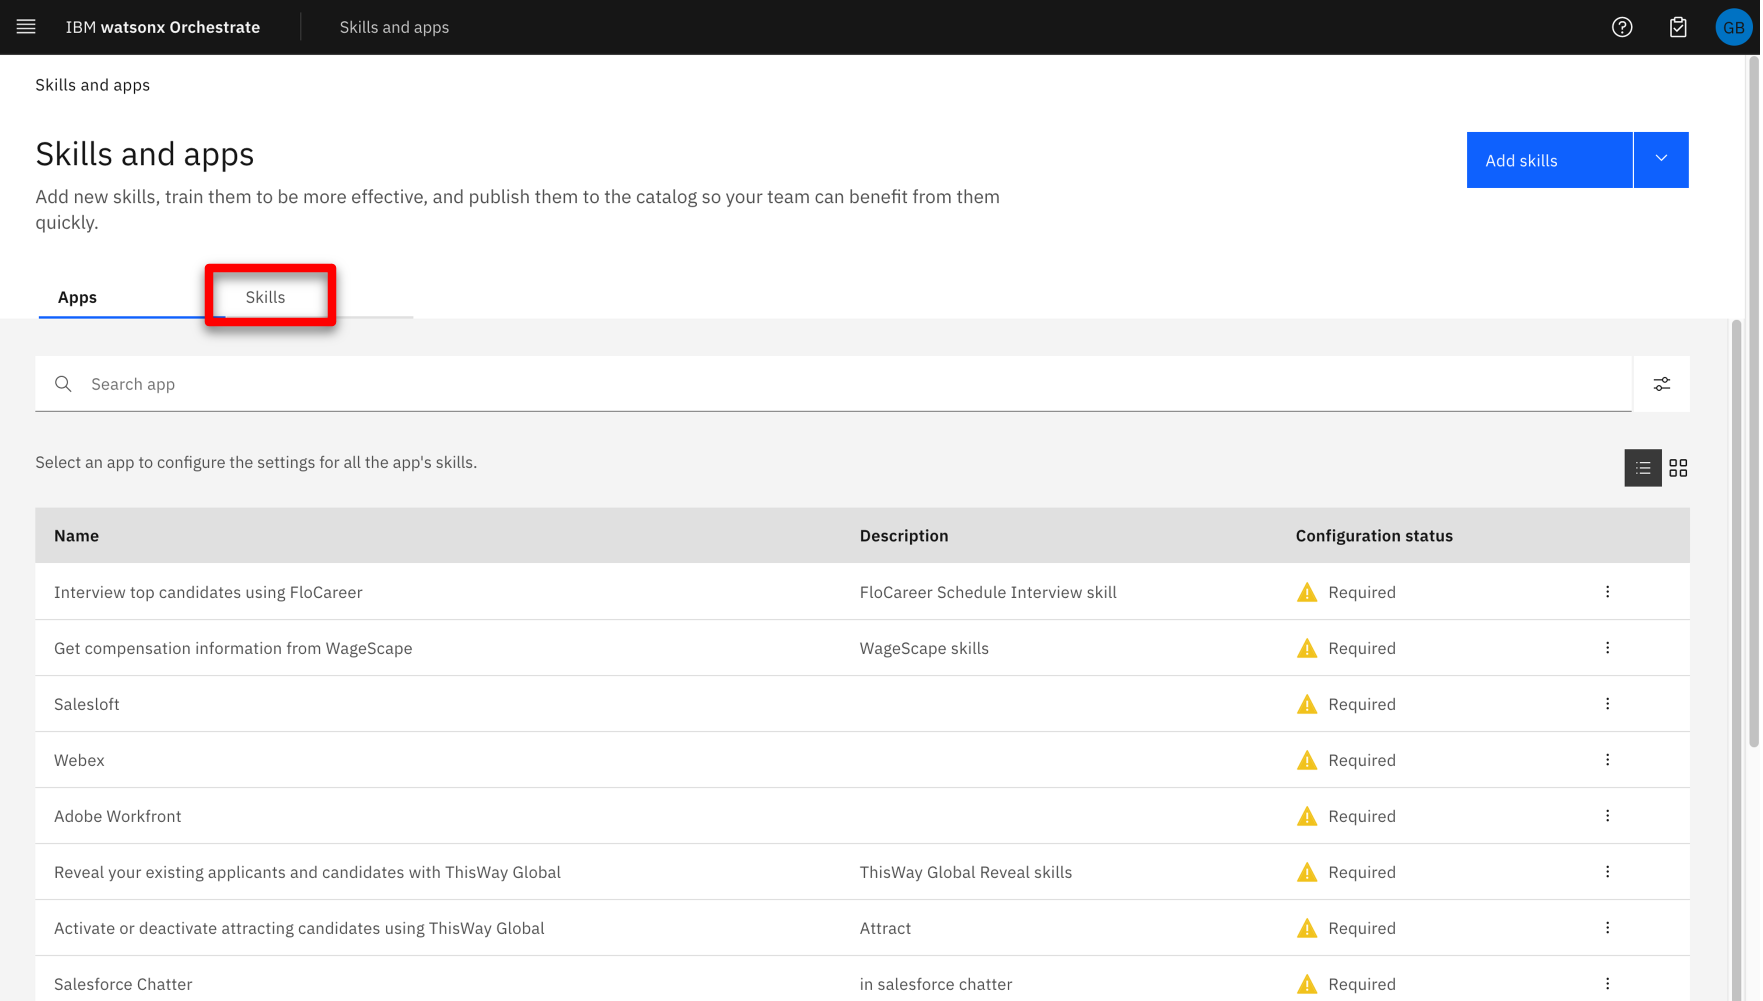 IBM watsonx Orchestrate
Skills and apps
GB
Skills and apps
Skills and apps
Add skills
Add new skills, train them to be more effective, and publish them to the catalog so your team can benefit from them
quickly.
Apps
Skills
Search app
Select an app to configure the settings for all the app's skills.
Name Description Configuration status
Interview top candidates using FloCareer FloCareer Schedule Interview skill Required
Get compensation information from WageScape WageScape skills Required
Salesloft Required
Webex Required
Adobe Workfront Required
Reveal your existing applicants and candidates with ThisWay Global ThisWay Global Reveal skills Required
Activate or deactivate attracting candidates using ThisWay Global Attract Required
Salesforce Chatter in salesforce chatter Required